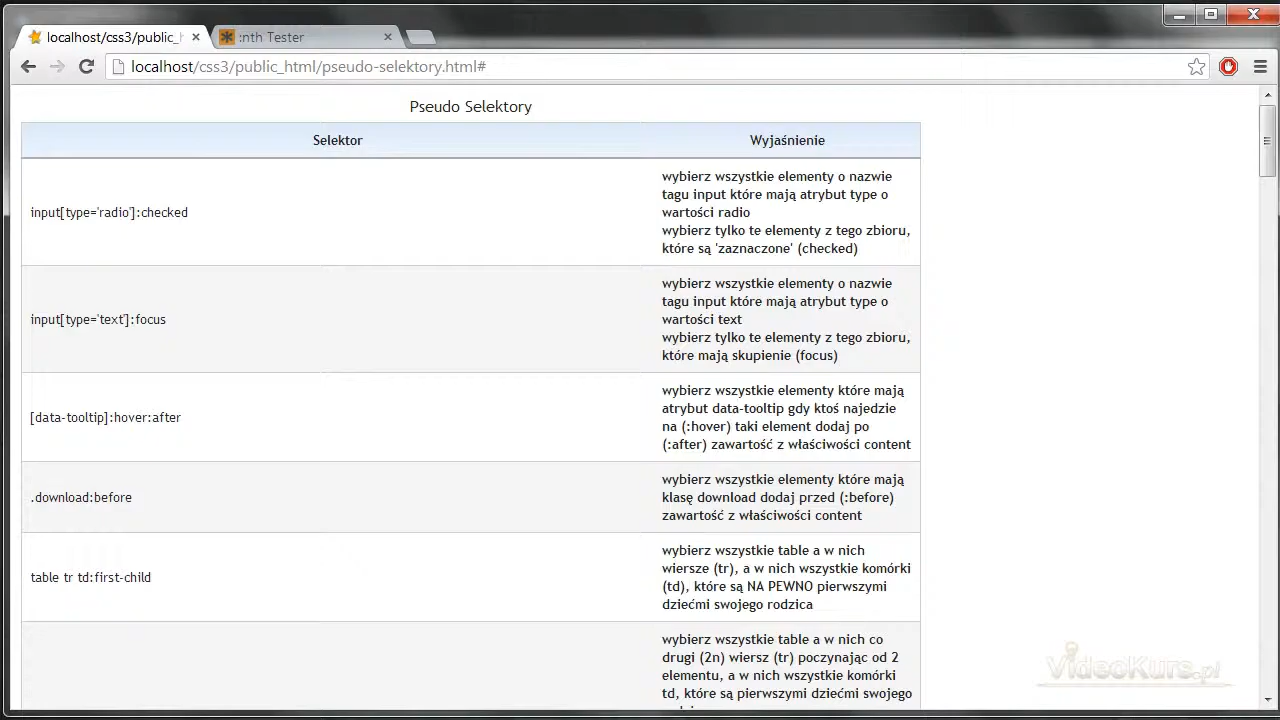 localhost/css3/public_h
:nth Tester
localhost/css3/public_html/pseudo-selektory.html#
Pseudo Selektory
Selektor
Wyjaśnienie
input[type='radio']:checked
wybierz wszystkie elementy o nazwie
tagu input które mają atrybut type o
wartości radio
wybierz tylko te elementy z tego zbioru,
które są 'zaznaczone' (checked)
input[type='text']:focus
wybierz wszystkie elementy o nazwie
tagu input które mają atrybut type o
wartości text
wybierz tylko te elementy z tego zbioru,
które mają skupienie (focus)
[data-tooltip]:hover:after
wybierz wszystkie elementy które mają
atrybut data-tooltip gdy ktoś najedzie
na (:hover) taki element dodaj po
(:after) zawartość z właściwości content
.download:before
wybierz wszystkie elementy które mają
klasę download dodaj przed (:before)
zawartość z właściwości content
table tr td:first-child
wybierz wszystkie table a w nich
wiersze (tr), a w nich wszystkie komórki
(td), które są NA PEWNO pierwszymi
dziećmi swojego rodzica
wybierz wszystkie table a w nich co
drugi (2n) wiersz (tr) poczynając od 2
elementu, a w nich wszystkie komórki
td, które są pierwszymi dziećmi swojego
VideoKurs.pl